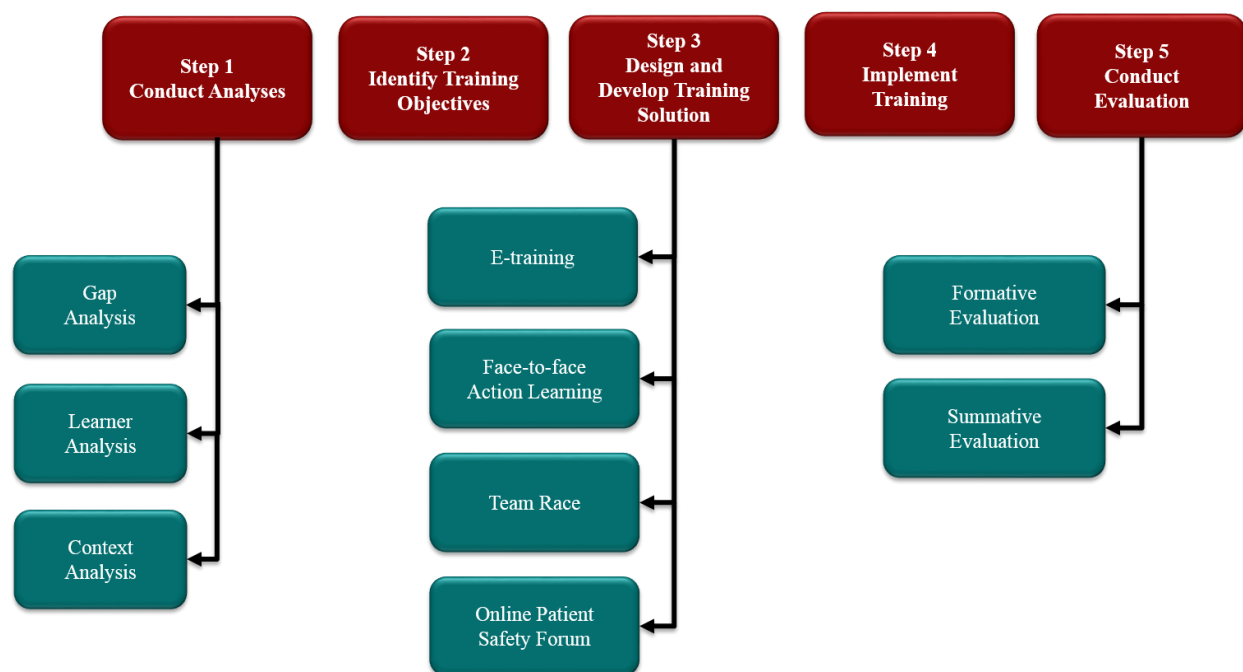 Step 1
Conduct Analyses
Step 2
Identify Training
Objectives
Step 3
Design and
Develop Training
Solution
Step 4
Implement
Training
Step 5
Conduct
Evaluation
Gap
Analysis
Learner
Analysis
Context
Analysis
E-training
Face-to-face
Action Learning
Team Race
Online Patient
Safety Forum
Formative
Evaluation
Summative
Evaluation